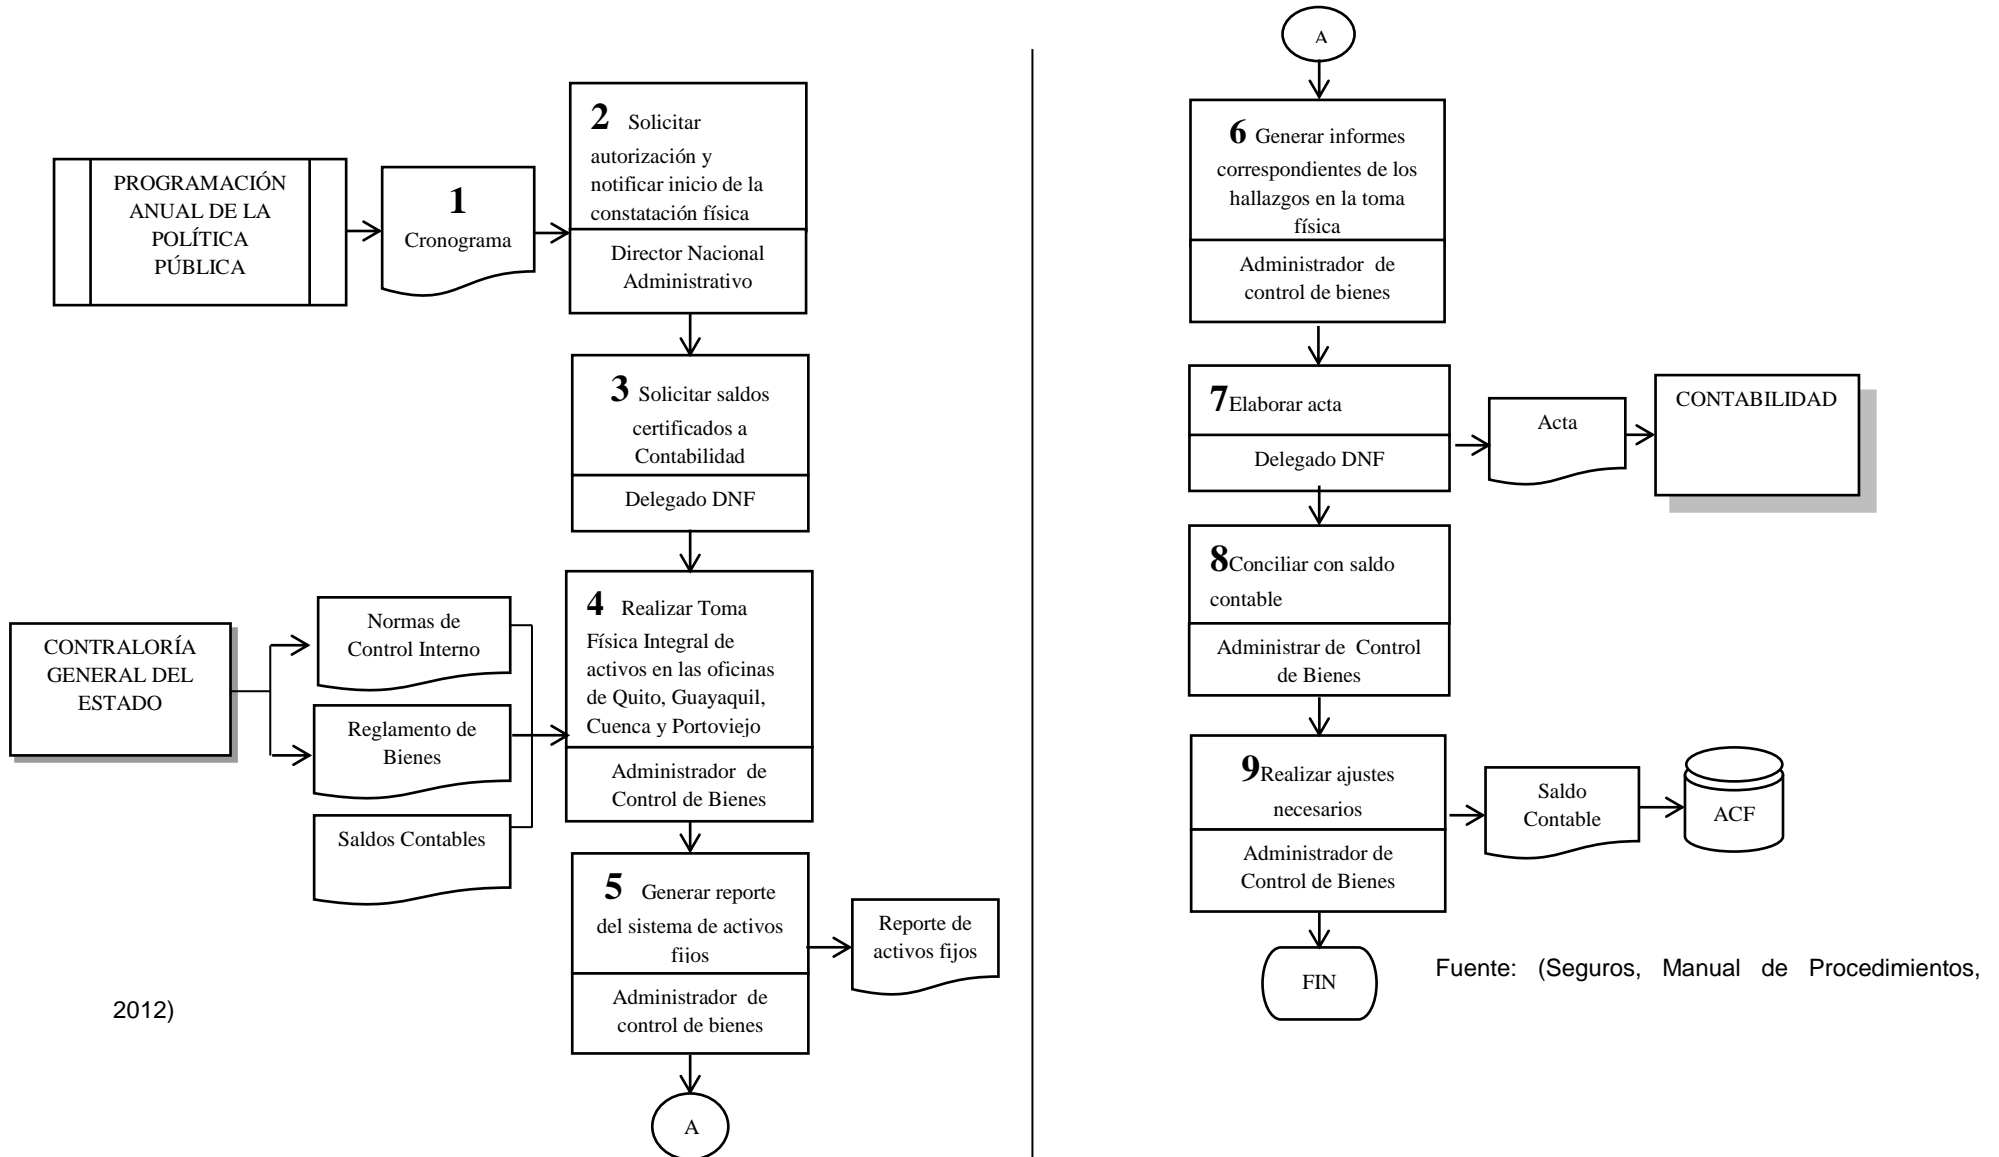 PROGRAMACIÓN
ANUAL DE LA
POLÍTICA
PÚBLICA
1
Cronograma
2 Solicitar
autorización y
notificar inicio de la
constatación física
Director Nacional
Administrativo
3 Solicitar saldos
certificados a
Contabilidad
Delegado DNF
CONTRALORÍA
GENERAL DEL
ESTADO
Normas de
Control Interno
Reglamento de
Bienes
Saldos Contables
4 Realizar Toma
Física Integral de
activos en las oficinas
de Quito, Guayaquil,
Cuenca y Portoviejo
Administrador de
Control de Bienes
5 Generar reporte
del sistema de activos
fijos
Administrador de
control de bienes
Reporte de
activos fijos
A
A
6 Generar informes
correspondientes de los
hallazgos en la toma
física
Administrador de
control de bienes
7 Elaborar acta
Delegado DNF
Acta
CONTABILIDAD
8 Conciliar con saldo
contable
Administrar de Control
de Bienes
9 Realizar ajustes
necesarios
Administrador de
Control de Bienes
Saldo
Contable
ACF
FIN
Fuente: (Seguros, Manual de Procedimientos,
2012)